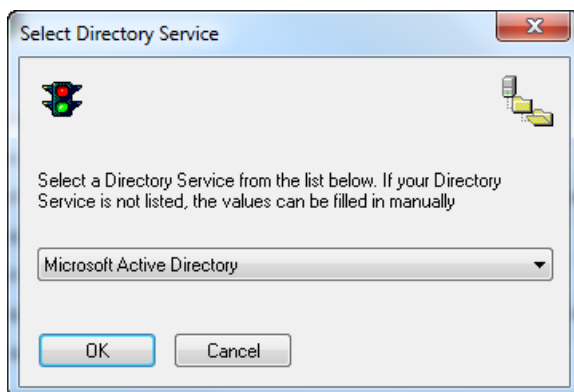 Select Directory Service
Select a Directory Service from the list below. If your Directory
Service is not listed, the values can be filled in manually
Microsoft Active Directory
OK
Cancel